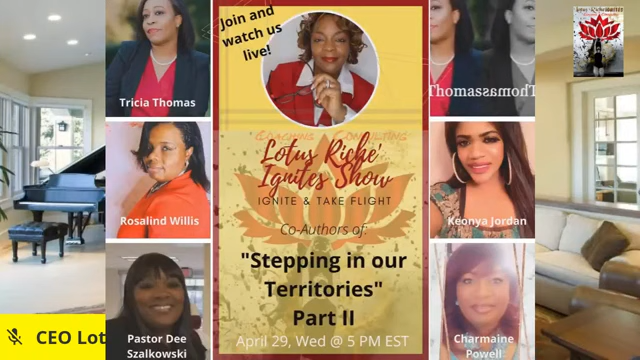 Join and
watch us
live!
Tricia Thomas
Rosalind Willis
Pastor Dee
Szalkowski
CEO Lot
COACHING CONSULTING
Lotus Riche'
Ignites Show
IGNITE & TAKE FLIGHT
Co-Authors of:
"Stepping in our
Territories"
Part II
April 29, Wed @ 5 PM EST
Keonya Jordan
Charmaine
Powell